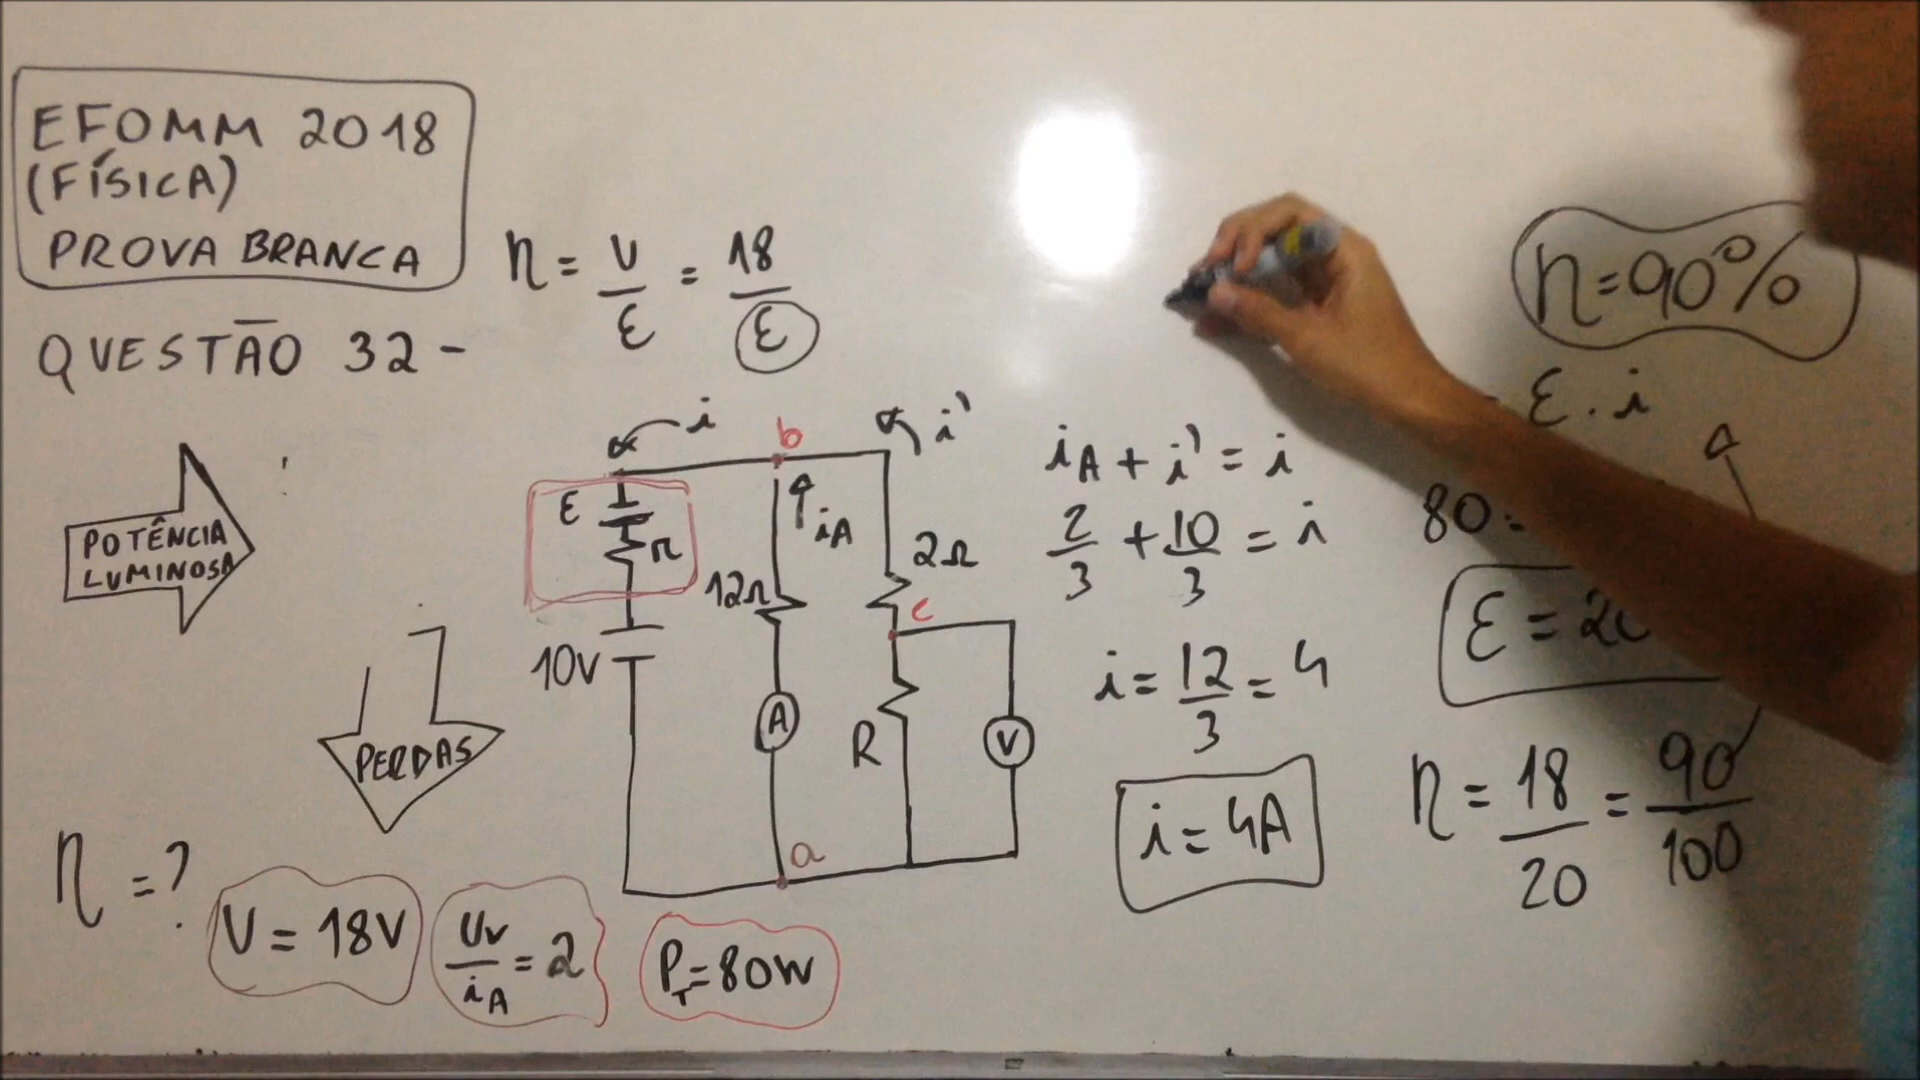 EFOMM 2018
(FÍSICA)
PROVA BRANCA
QUESTÃO 32 -
η = U/ε = 18/ε
POTÊNCIA
LUMINOSA
PERDAS
η = ?
U = 18V
Uv/iA = 2
PT = 80W
i
b
i'
ε
r
iA
12Ω
2Ω
c
10V
A
R
V
a
iA + i' = i
2/3 + 10/3 = i
i = 12/3 = 4
i = 4A
η = 90%
ε . i
80 =
ε = 2
η = 18/20 = 90/100